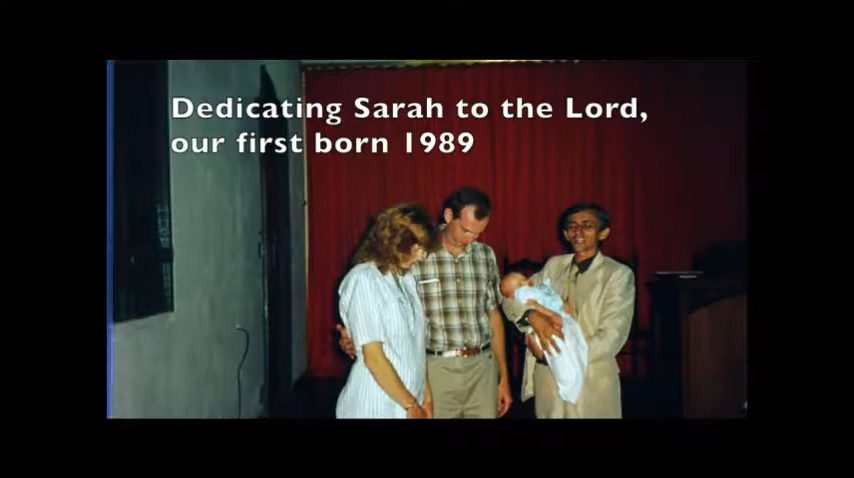 Dedicating Sarah to the Lord,
our first born 1989